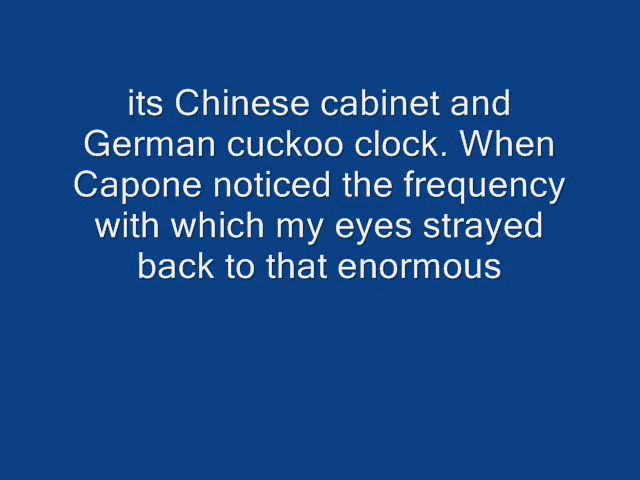 its Chinese cabinet and
German cuckoo clock. When
Capone noticed the frequency
with which my eyes strayed
back to that enormous